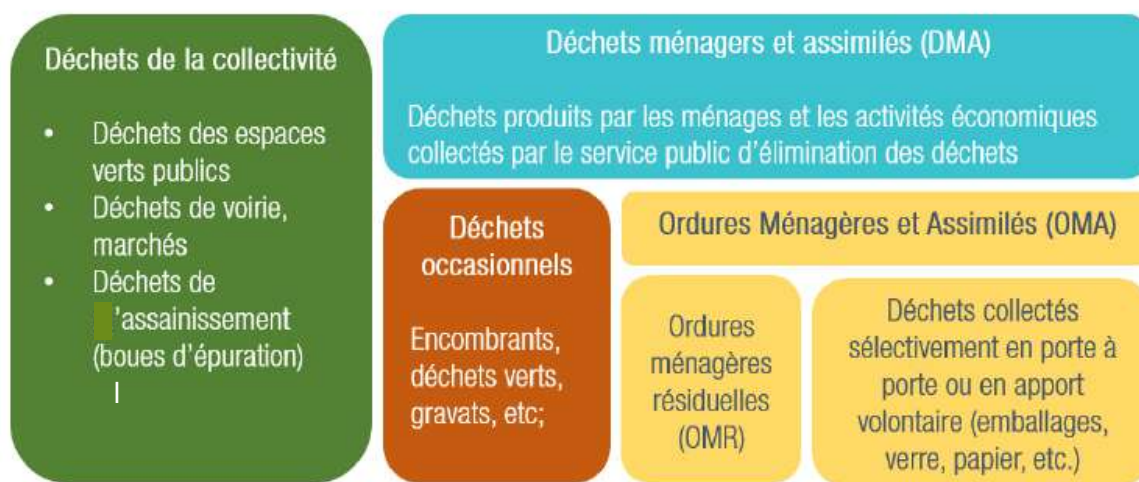 Déchets de la collectivité
• Déchets des espaces
verts publics
• Déchets de voirie,
marchés
• Déchets de
'assainissement
(boues d'épuration)
Déchets ménagers et assimilés (DMA)
Déchets produits par les ménages et les activités économiques
collectés par le service public d'élimination des déchets
Déchets
occasionnels
Encombrants,
déchets verts,
gravats, etc;
Ordures Ménagères et Assimilés (OMA)
Ordures
ménagères
résiduelles
(OMR)
Déchets collectés
sélectivement en porte à
porte ou en apport
volontaire (emballages,
verre, papier, etc.)